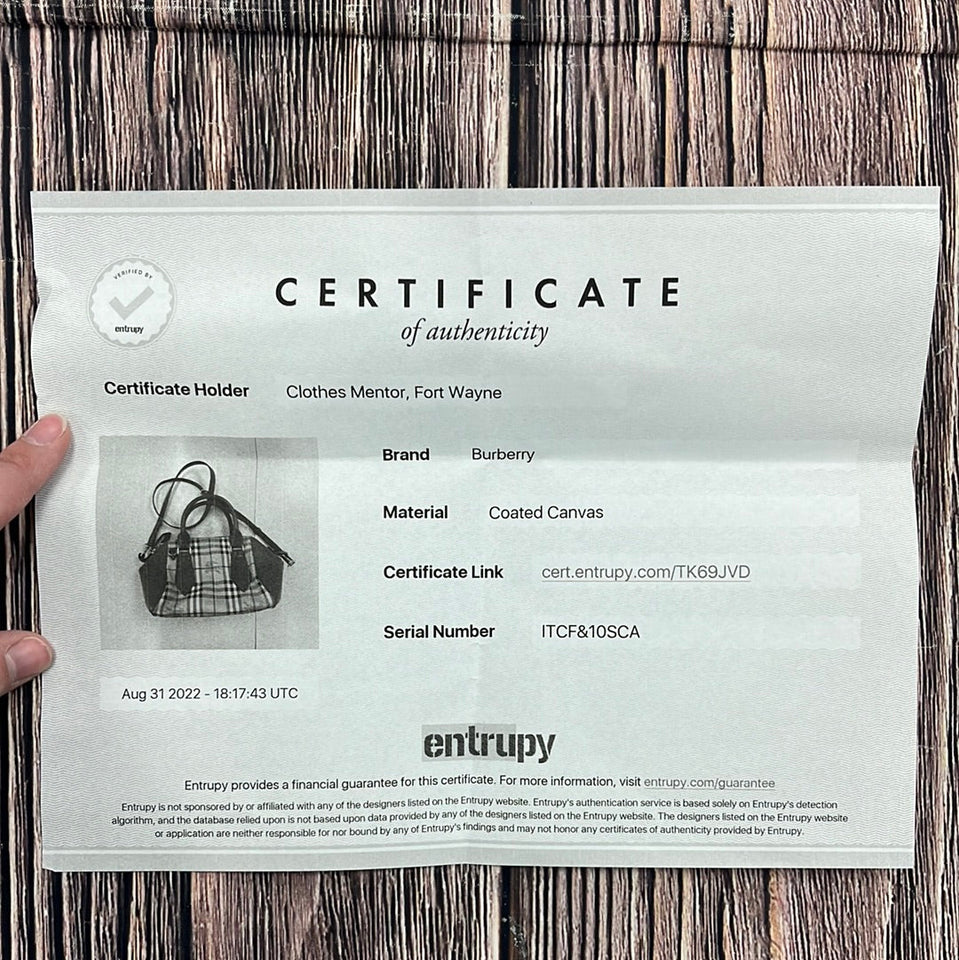 VERIFIED BY
entrupy
CERTIFICATE
of authenticity
Certificate Holder Clothes Mentor, Fort Wayne
Brand Burberry
Material Coated Canvas
Certificate Link cert.entrupy.com/TK69JVD
Serial Number ITCF&10SCA
Aug 31 2022 - 18:17:43 UTC
entrupy
Entrupy provides a financial guarantee for this certificate. For more information, visit entrupy.com/guarantee
Entrupy is not sponsored by or affiliated with any of the designers listed on the Entrupy website. Entrupy's authentication service is based solely on Entrupy's detection
algorithm, and the database relied upon is not based upon data provided by any of the designers listed on the Entrupy website. The designers listed on the Entrupy website
or application are neither responsible for nor bound by any of Entrupy's findings and may not honor any certificates of authenticity provided by Entrupy.